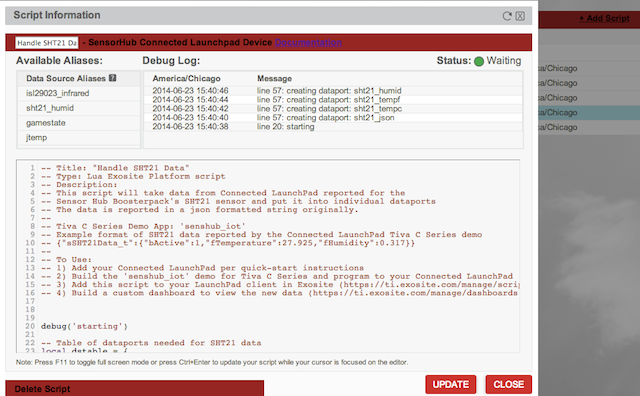 Script Information
+ Add Script
Handle SHT21 Da - SensorHub Connected Launchpad Device Documentation
Available Aliases:
Debug Log:
Status: Waiting
Data Source Aliases ?
isl29023_infrared
sht21_humid
gamestate
jtemp
America/Chicago Message
2014-06-23 15:40:46 line 57: creating dataport: sht21_humid
2014-06-23 15:40:44 line 57: creating dataport: sht21_tempf
2014-06-23 15:40:42 line 57: creating dataport: sht21_tempc
2014-06-23 15:40:40 line 57: creating dataport: sht21_json
2014-06-23 15:40:38 line 20: starting
ca/Chicago
ca/Chicago
ca/Chicago
ca/Chicago
ca/Chicago
1 -- Title: "Handle SHT21 Data"
2 -- Type: Lua Exosite Platform script
3 -- Description:
4 -- This script will take data from Connected LaunchPad reported for the
5 -- Sensor Hub Boosterpack's SHT21 sensor and put it into individual dataports
6 -- The data is reported in a json formatted string originally.
7 --
8 -- Tiva C Series Demo App: 'senshub_iot'
9 -- Example format of SHT21 data reported by the Connected LaunchPad Tiva C Series demo
10 -- {"sSHT21Data_t":{"bActive":1,"fTemperature":27.925,"fHumidity":0.317}}
11 --
12 -- To Use:
13 -- 1) Add your Connected LaunchPad per quick-start instructions
14 -- 2) Build the 'senshub_iot' demo for Tiva C Series and program to your Connected LaunchPad
15 -- 3) Add this script to your LaunchPad client in Exosite (https://ti.exosite.com/manage/scri
16 -- 4) Build a custom dashboard to view the new data (https://ti.exosite.com/manage/dashboards
17
18
19
20 debug('starting')
21
22 -- Table of dataports needed for SHT21 data
23 local dstable = {
Note: Press F11 to toggle full screen mode or press Ctrl+Enter to update your script while your cursor is focused on the editor.
UPDATE
CLOSE
Delete Script